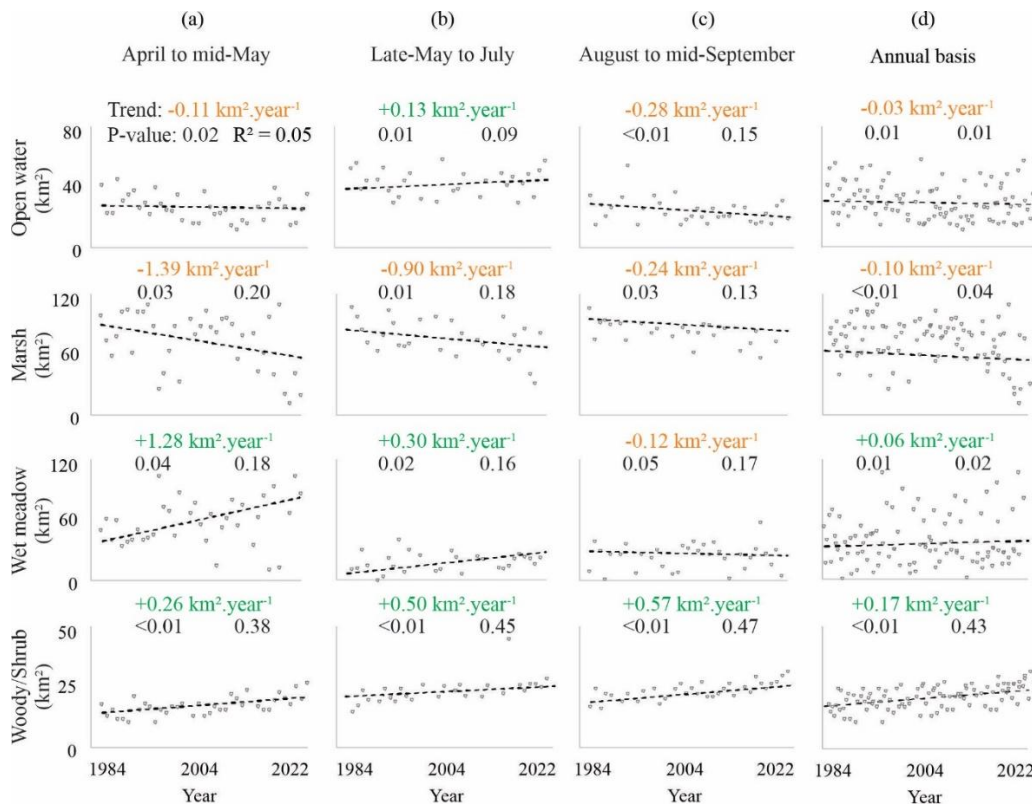 (a) (b) (c) (d)
April to mid-May Late-May to July August to mid-September Annual basis
Trend: -0.11 km².year⁻¹ +0.13 km².year⁻¹ -0.28 km².year⁻¹ -0.03 km².year⁻¹
P-value: 0.02 R² = 0.05 0.01 0.09 <0.01 0.15 0.01 0.01
Open water
(km²)
80
40
0
-1.39 km².year⁻¹ -0.90 km².year⁻¹ -0.24 km².year⁻¹ -0.10 km².year⁻¹
0.03 0.20 0.01 0.18 0.03 0.13 <0.01 0.04
Marsh
(km²)
120
60
0
+1.28 km².year⁻¹ +0.30 km².year⁻¹ -0.12 km².year⁻¹ +0.06 km².year⁻¹
0.04 0.18 0.02 0.16 0.05 0.17 0.01 0.02
Wet meadow
(km²)
120
60
0
+0.26 km².year⁻¹ +0.50 km².year⁻¹ +0.57 km².year⁻¹ +0.17 km².year⁻¹
<0.01 0.38 <0.01 0.45 <0.01 0.47 <0.01 0.43
Woody/Shrub
(km²)
50
25
0
1984 2004 2022 1984 2004 2022 1984 2004 2022 1984 2004 2022
Year Year Year Year